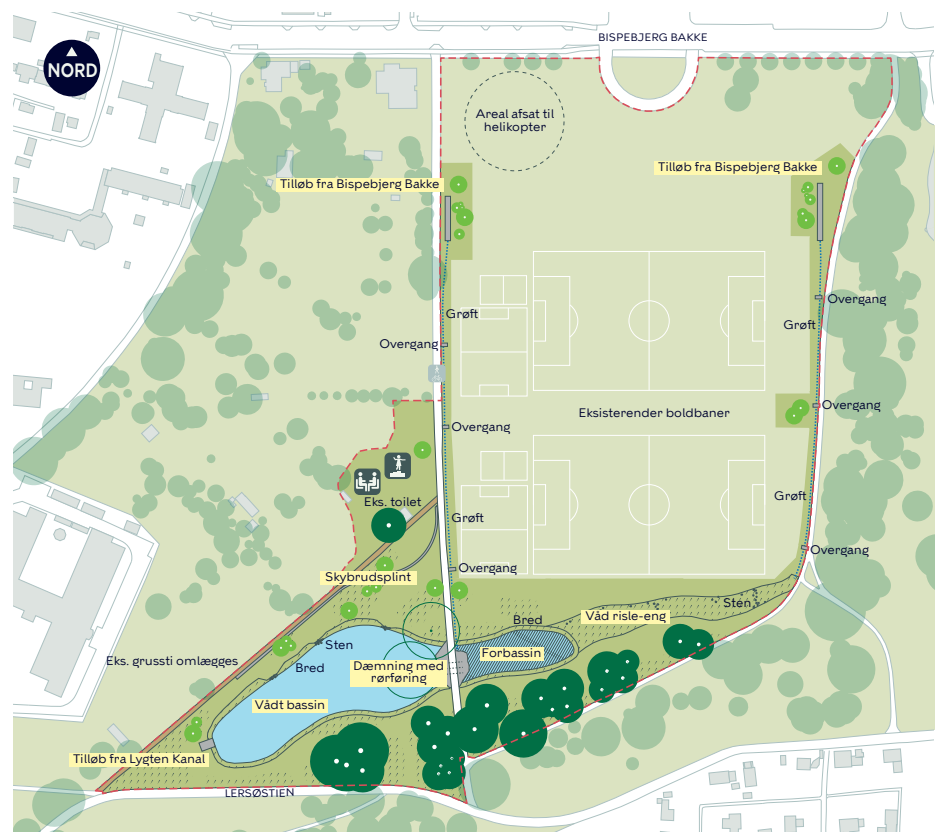 BISPEBJERG BAKKE
NORD
Areal afsat til
helikopter
Tilløb fra Bispebjerg Bakke
Tilløb fra Bispebjerg Bakke
Overgang
Grøft
Grøft
Overgang
Overgang
Eksisterender boldbaner
Overgang
Eks. toilet
Grøft
Grøft
Overgang
Overgang
Skybrudsplint
Sten
Bred
Våd risle-eng
Sten
Forbassin
Eks. grussti omlægges
Bred
Dæmning med
rørføring
Vådt bassin
Tilløb fra Lygten Kanal
LERSØSTIEN